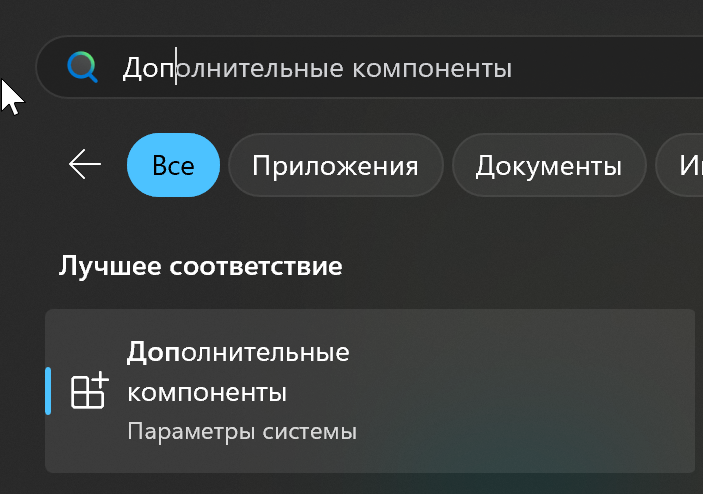 Дополнительные компоненты
Все Приложения Документы
Лучшее соответствие
Дополнительные
компоненты
Параметры системы